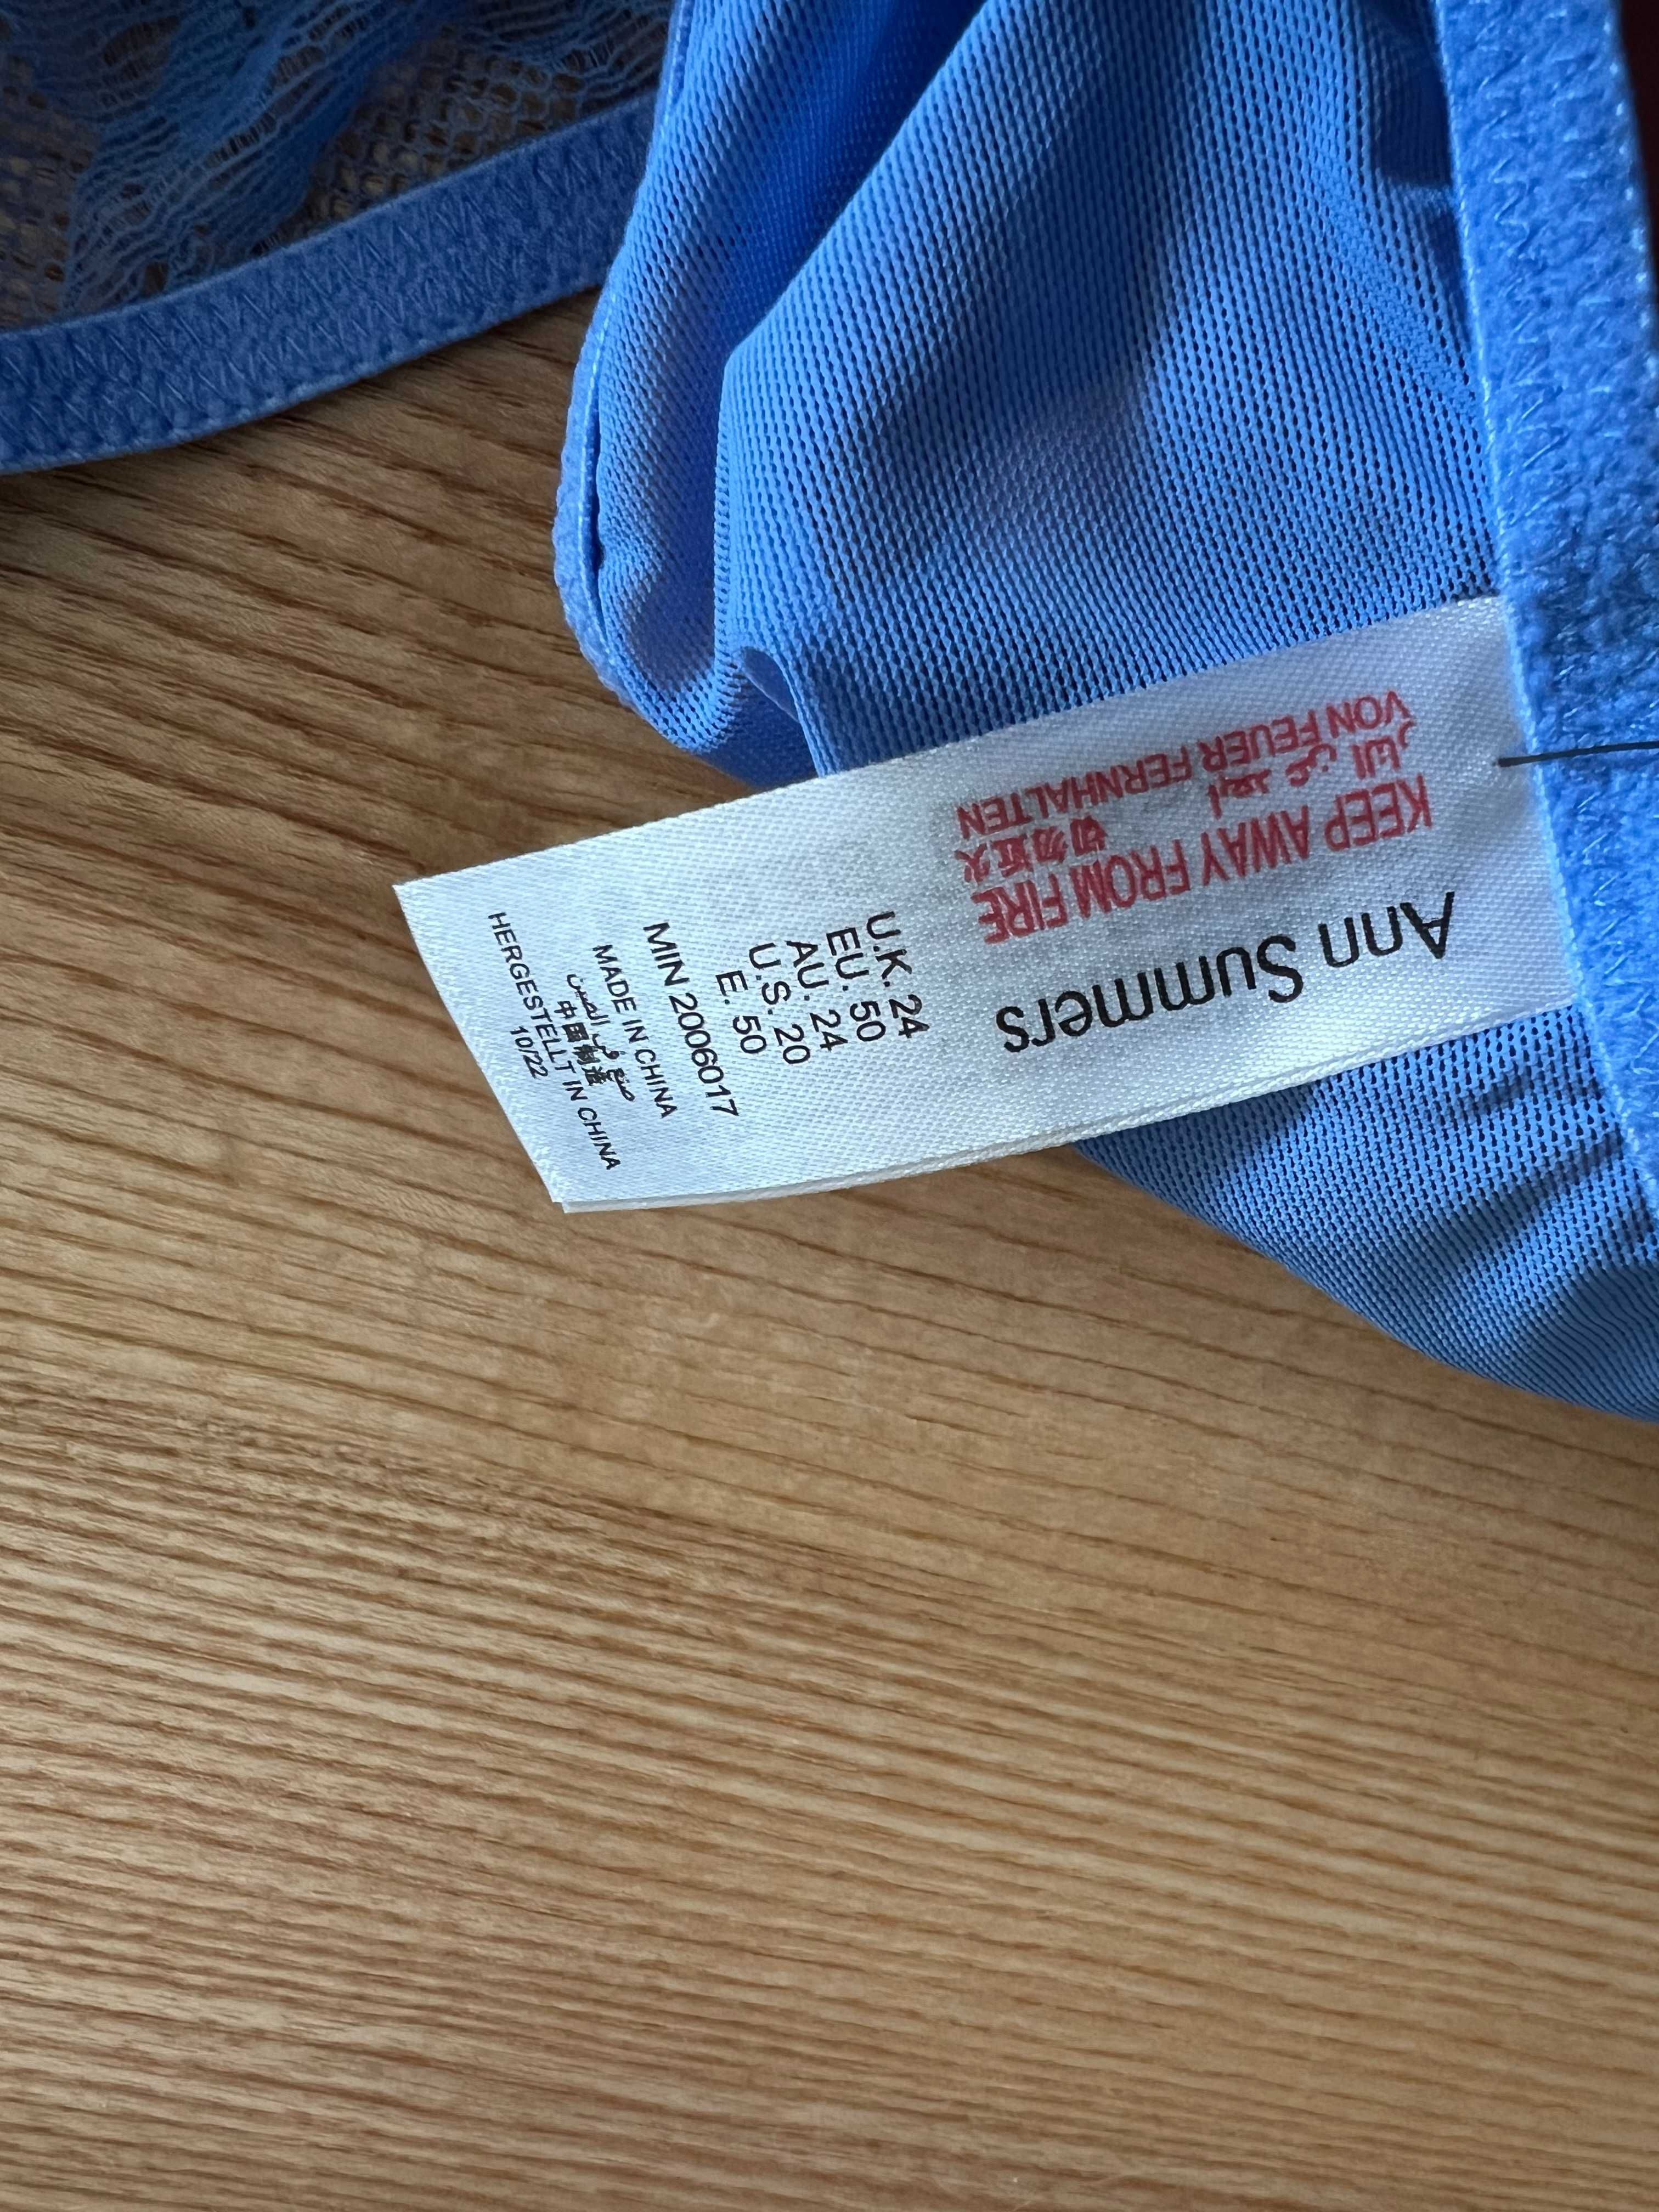 Ann Summers
KEEP AWAY FROM FIRE
ابعد عن النار
切勿近火
VON FEUER FERNHALTEN
U.K. 24
EU. 50
AU. 24
U.S. 20
E. 50
MIN 2006017
MADE IN CHINA
صنع في الصين
中国制造
HERGESTELLT IN CHINA
10/22